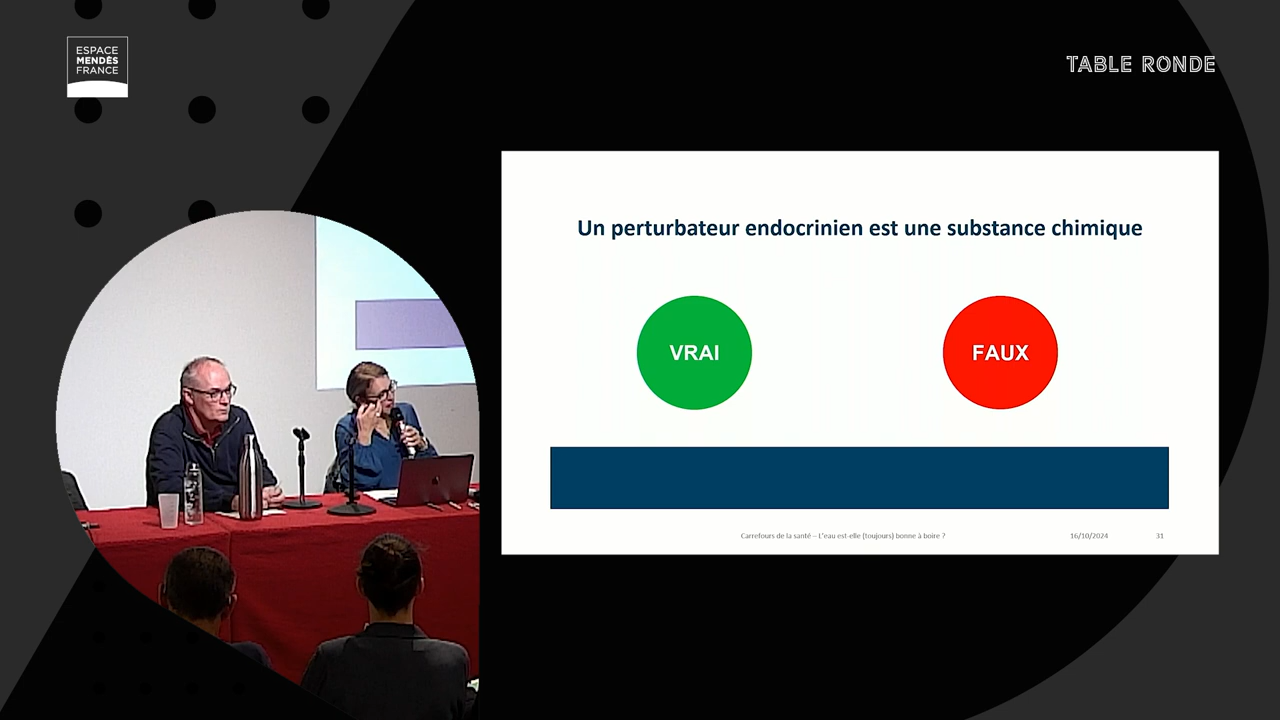 ESPACE
MENDÈS
FRANCE
TABLE RONDE
Un perturbateur endocrinien est une substance chimique
VRAI
FAUX
Carrefours de la santé – L'eau est-elle (toujours) bonne à boire ?
16/10/2024
31